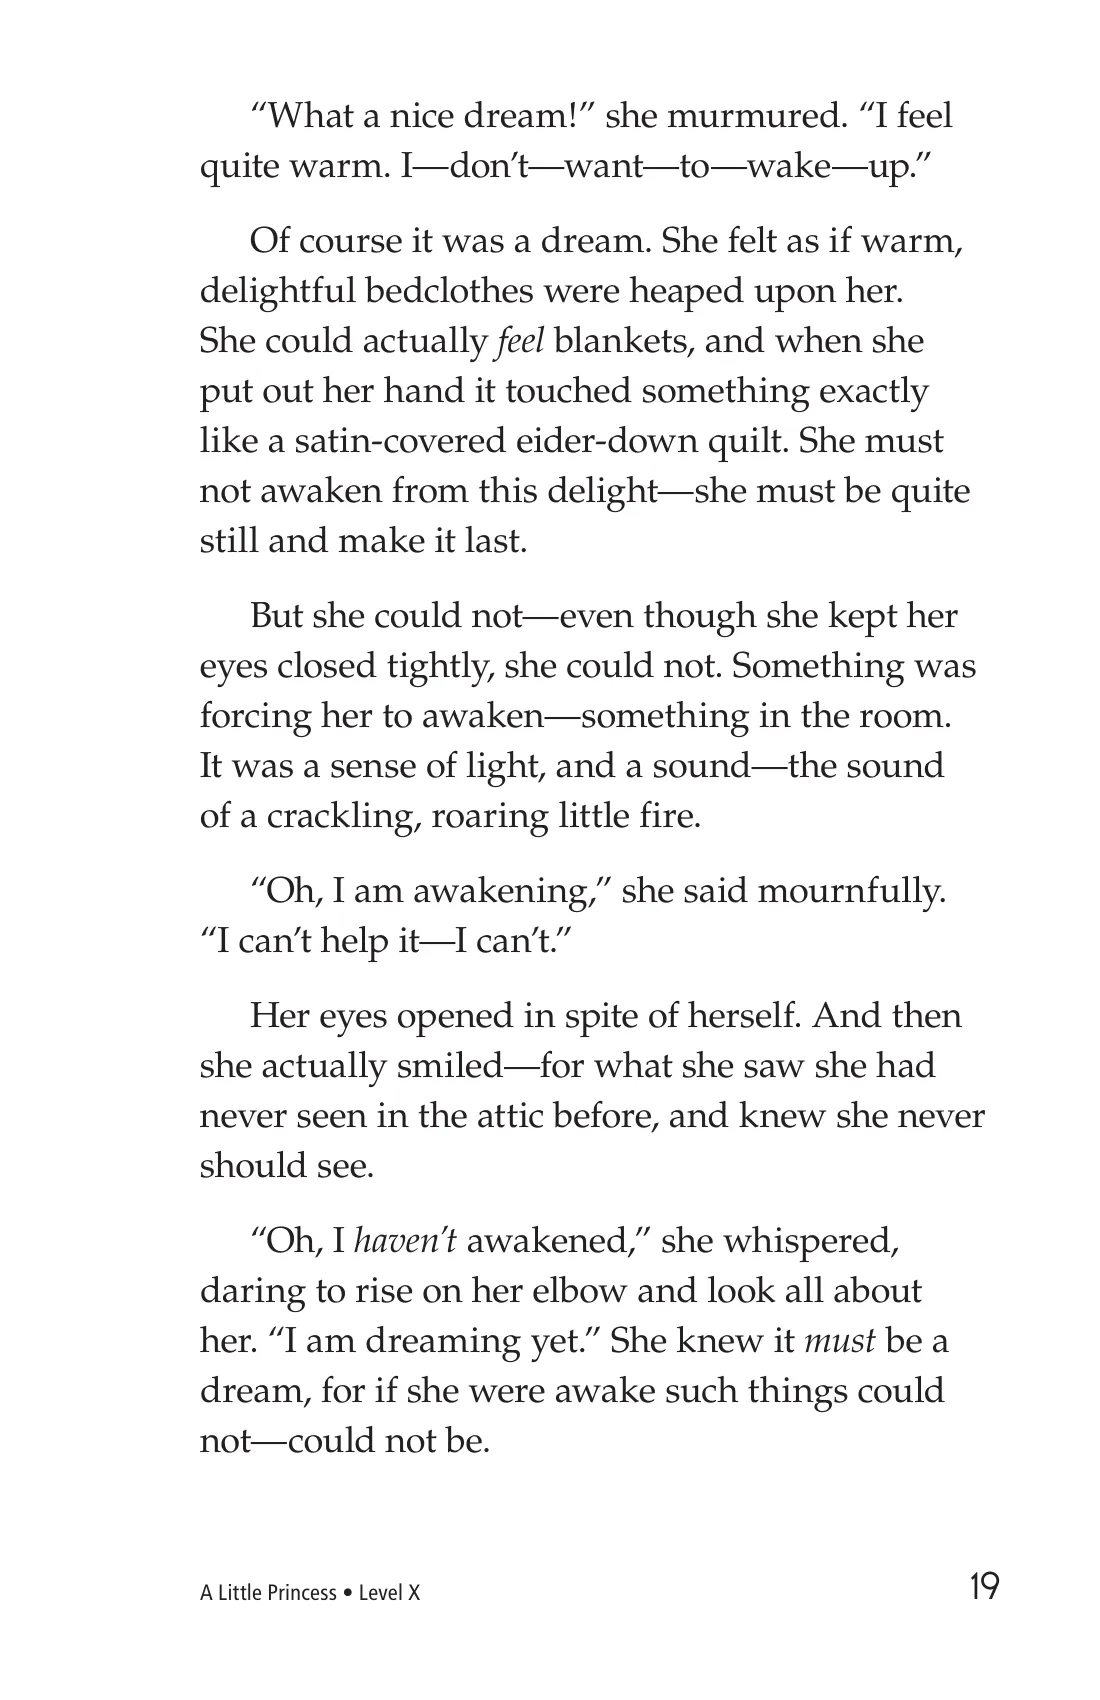 “What a nice dream!” she murmured. “I feel
quite warm. I—don’t—want—to—wake—up.”
Of course it was a dream. She felt as if warm,
delightful bedclothes were heaped upon her.
She could actually feel blankets, and when she
put out her hand it touched something exactly
like a satin-covered eider-down quilt. She must
not awaken from this delight—she must be quite
still and make it last.
But she could not—even though she kept her
eyes closed tightly, she could not. Something was
forcing her to awaken—something in the room.
It was a sense of light, and a sound—the sound
of a crackling, roaring little fire.
“Oh, I am awakening,” she said mournfully.
“I can’t help it—I can’t.”
Her eyes opened in spite of herself. And then
she actually smiled—for what she saw she had
never seen in the attic before, and knew she never
should see.
“Oh, I haven’t awakened,” she whispered,
daring to rise on her elbow and look all about
her. “I am dreaming yet.” She knew it must be a
dream, for if she were awake such things could
not—could not be.
A Little Princess • Level X
19